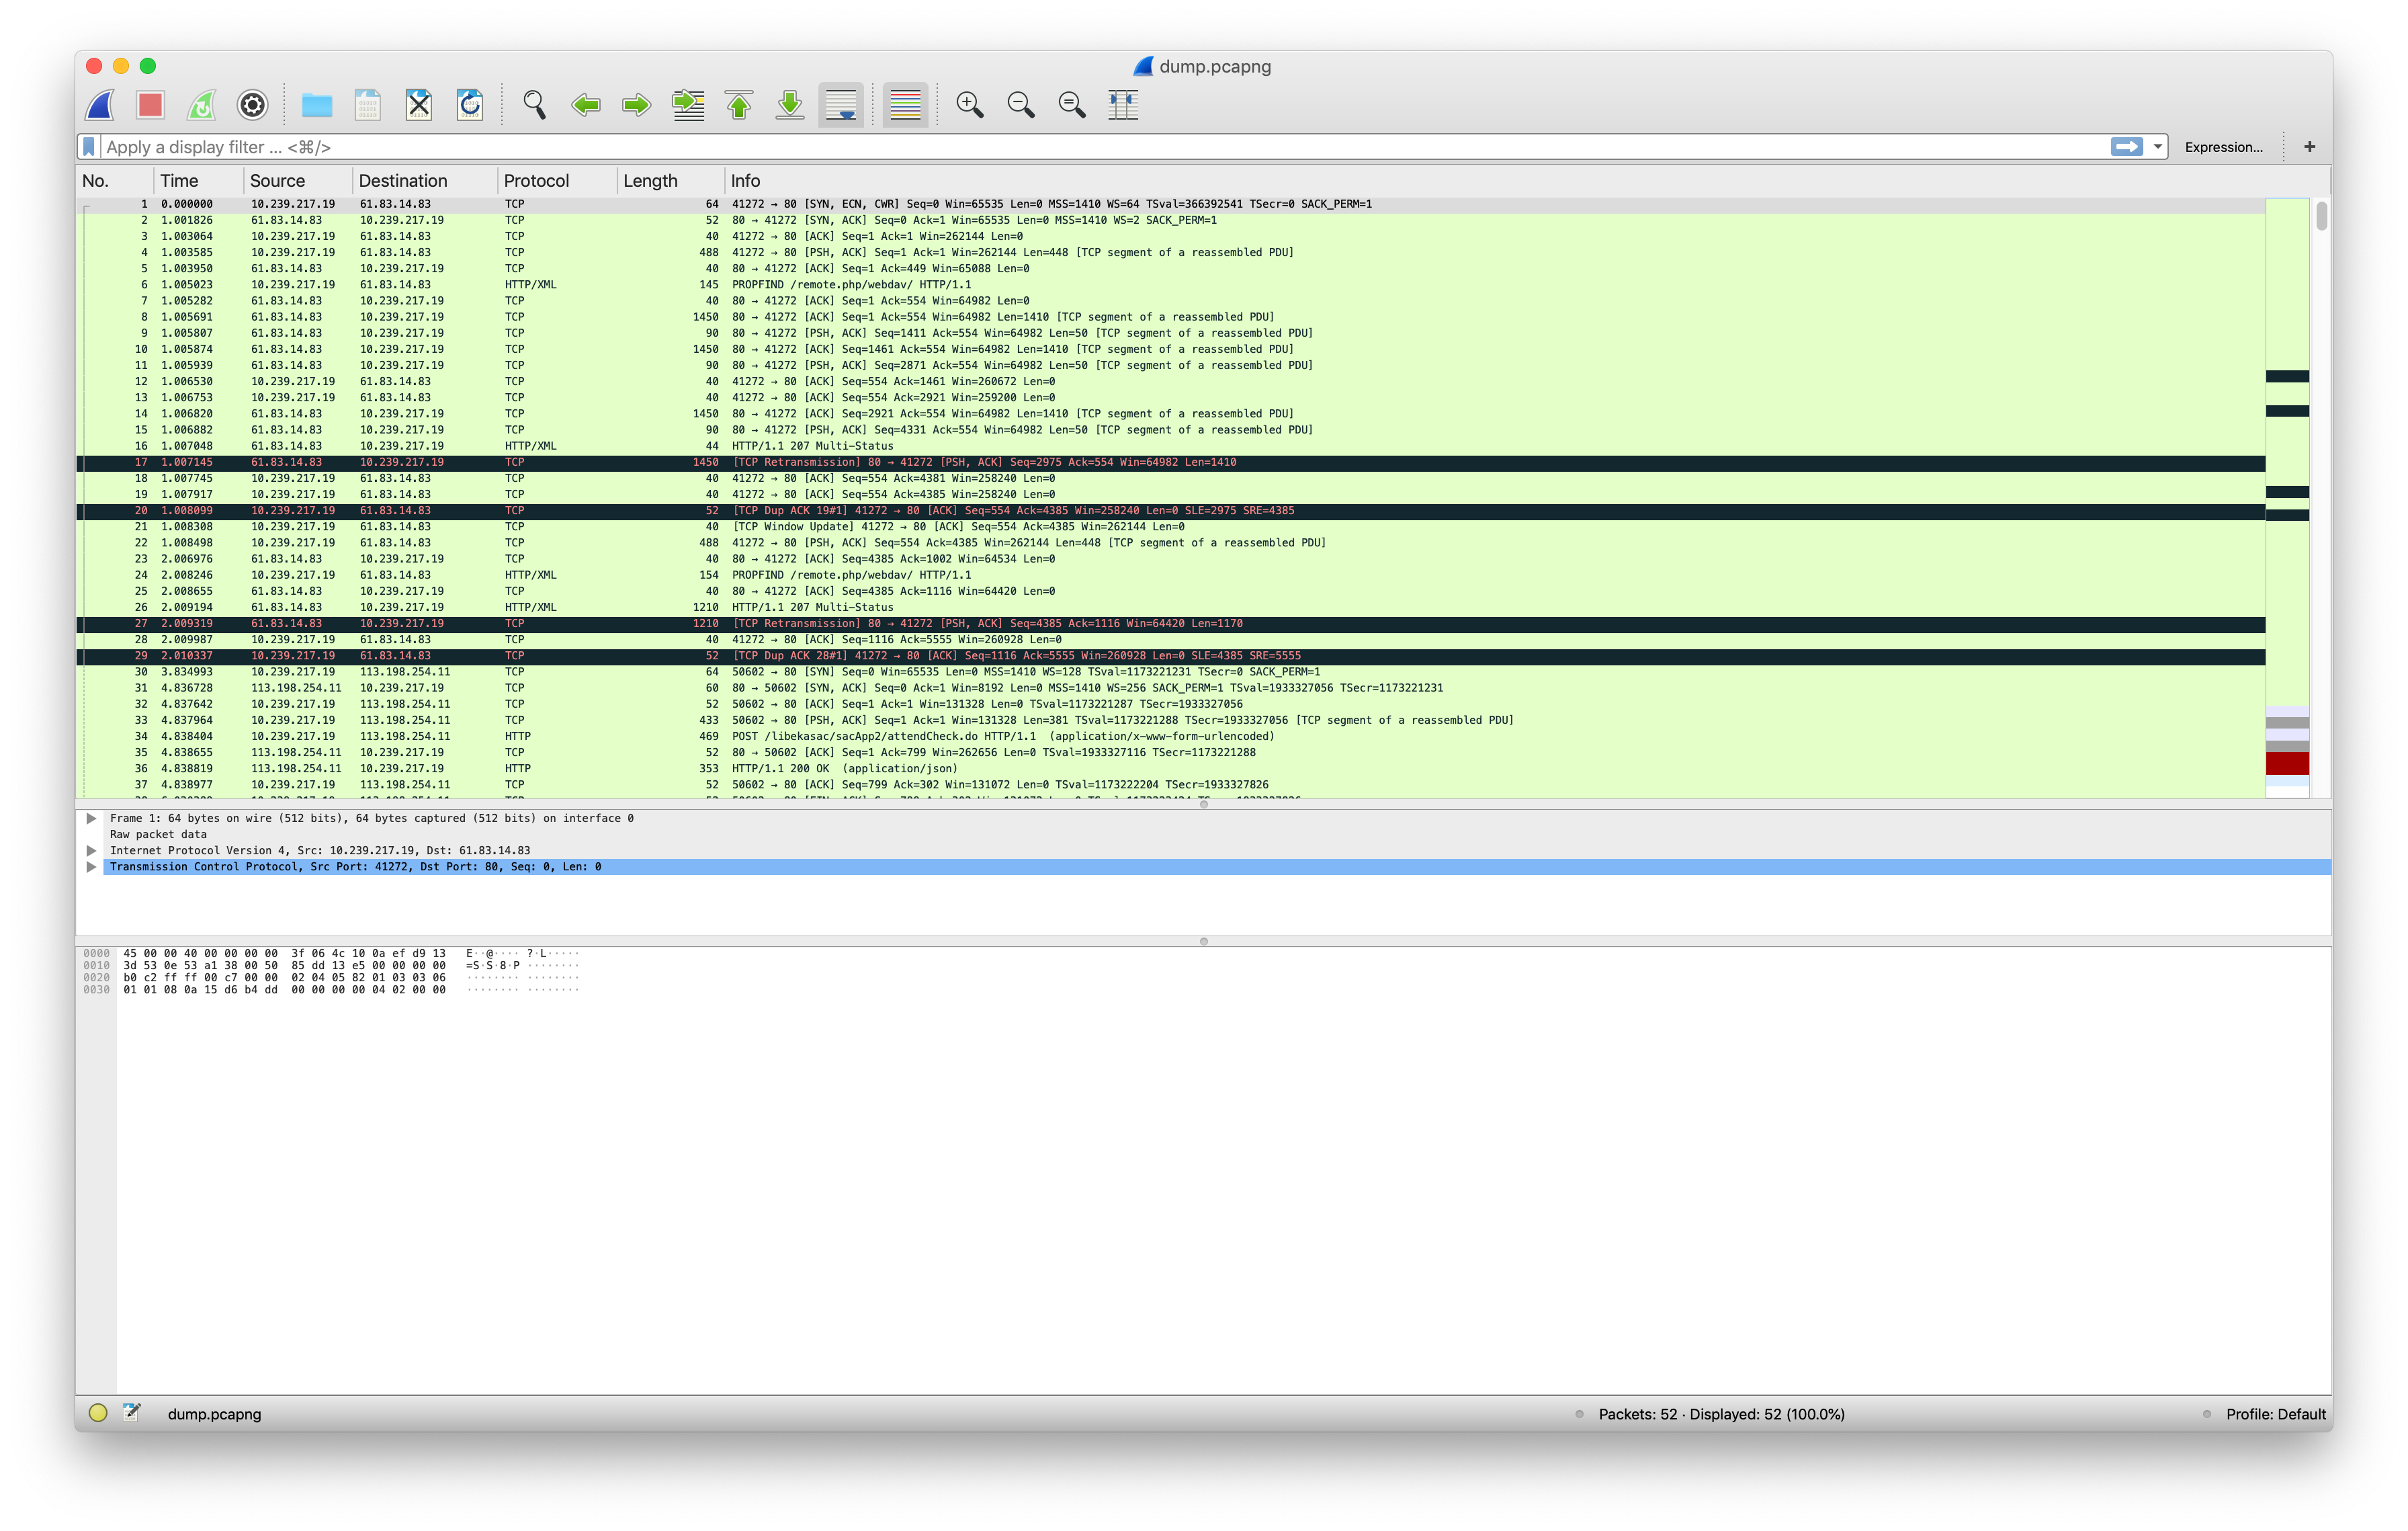 dump.pcapng
Apply a display filter ... <⌘/>
Expression...
+
No. Time Source Destination Protocol Length Info
1 0.000000 10.239.217.19 61.83.14.83 TCP 64 41272 → 80 [SYN, ECN, CWR] Seq=0 Win=65535 Len=0 MSS=1410 WS=64 TSval=366392541 TSecr=0 SACK_PERM=1
2 1.001826 61.83.14.83 10.239.217.19 TCP 52 80 → 41272 [SYN, ACK] Seq=0 Ack=1 Win=65535 Len=0 MSS=1410 WS=2 SACK_PERM=1
3 1.003064 10.239.217.19 61.83.14.83 TCP 40 41272 → 80 [ACK] Seq=1 Ack=1 Win=262144 Len=0
4 1.003585 10.239.217.19 61.83.14.83 TCP 488 41272 → 80 [PSH, ACK] Seq=1 Ack=1 Win=262144 Len=448 [TCP segment of a reassembled PDU]
5 1.003950 61.83.14.83 10.239.217.19 TCP 40 80 → 41272 [ACK] Seq=1 Ack=449 Win=65088 Len=0
6 1.005023 10.239.217.19 61.83.14.83 HTTP/XML 145 PROPFIND /remote.php/webdav/ HTTP/1.1
7 1.005282 61.83.14.83 10.239.217.19 TCP 40 80 → 41272 [ACK] Seq=1 Ack=554 Win=64982 Len=0
8 1.005691 61.83.14.83 10.239.217.19 TCP 1450 80 → 41272 [ACK] Seq=1 Ack=554 Win=64982 Len=1410 [TCP segment of a reassembled PDU]
9 1.005807 61.83.14.83 10.239.217.19 TCP 90 80 → 41272 [PSH, ACK] Seq=1411 Ack=554 Win=64982 Len=50 [TCP segment of a reassembled PDU]
10 1.005874 61.83.14.83 10.239.217.19 TCP 1450 80 → 41272 [ACK] Seq=1461 Ack=554 Win=64982 Len=1410 [TCP segment of a reassembled PDU]
11 1.005939 61.83.14.83 10.239.217.19 TCP 90 80 → 41272 [PSH, ACK] Seq=2871 Ack=554 Win=64982 Len=50 [TCP segment of a reassembled PDU]
12 1.006530 10.239.217.19 61.83.14.83 TCP 40 41272 → 80 [ACK] Seq=554 Ack=1461 Win=260672 Len=0
13 1.006753 10.239.217.19 61.83.14.83 TCP 40 41272 → 80 [ACK] Seq=554 Ack=2921 Win=259200 Len=0
14 1.006820 61.83.14.83 10.239.217.19 TCP 1450 80 → 41272 [ACK] Seq=2921 Ack=554 Win=64982 Len=1410 [TCP segment of a reassembled PDU]
15 1.006882 61.83.14.83 10.239.217.19 TCP 90 80 → 41272 [PSH, ACK] Seq=4331 Ack=554 Win=64982 Len=50 [TCP segment of a reassembled PDU]
16 1.007048 61.83.14.83 10.239.217.19 HTTP/XML 44 HTTP/1.1 207 Multi-Status
17 1.007145 61.83.14.83 10.239.217.19 TCP 1450 [TCP Retransmission] 80 → 41272 [PSH, ACK] Seq=2975 Ack=554 Win=64982 Len=1410
18 1.007745 10.239.217.19 61.83.14.83 TCP 40 41272 → 80 [ACK] Seq=554 Ack=4381 Win=258240 Len=0
19 1.007917 10.239.217.19 61.83.14.83 TCP 40 41272 → 80 [ACK] Seq=554 Ack=4385 Win=258240 Len=0
20 1.008099 10.239.217.19 61.83.14.83 TCP 52 [TCP Dup ACK 19#1] 41272 → 80 [ACK] Seq=554 Ack=4385 Win=258240 Len=0 SLE=2975 SRE=4385
21 1.008308 10.239.217.19 61.83.14.83 TCP 40 [TCP Window Update] 41272 → 80 [ACK] Seq=554 Ack=4385 Win=262144 Len=0
22 1.008498 10.239.217.19 61.83.14.83 TCP 488 41272 → 80 [PSH, ACK] Seq=554 Ack=4385 Win=262144 Len=448 [TCP segment of a reassembled PDU]
23 2.006976 61.83.14.83 10.239.217.19 TCP 40 80 → 41272 [ACK] Seq=4385 Ack=1002 Win=64534 Len=0
24 2.008246 10.239.217.19 61.83.14.83 HTTP/XML 154 PROPFIND /remote.php/webdav/ HTTP/1.1
25 2.008655 61.83.14.83 10.239.217.19 TCP 40 80 → 41272 [ACK] Seq=4385 Ack=1116 Win=64420 Len=0
26 2.009194 61.83.14.83 10.239.217.19 HTTP/XML 1210 HTTP/1.1 207 Multi-Status
27 2.009319 61.83.14.83 10.239.217.19 TCP 1210 [TCP Retransmission] 80 → 41272 [PSH, ACK] Seq=4385 Ack=1116 Win=64420 Len=1170
28 2.009987 10.239.217.19 61.83.14.83 TCP 40 41272 → 80 [ACK] Seq=1116 Ack=5555 Win=260928 Len=0
29 2.010337 10.239.217.19 61.83.14.83 TCP 52 [TCP Dup ACK 28#1] 41272 → 80 [ACK] Seq=1116 Ack=5555 Win=260928 Len=0 SLE=4385 SRE=5555
30 3.834993 10.239.217.19 113.198.254.11 TCP 64 50602 → 80 [SYN] Seq=0 Win=65535 Len=0 MSS=1410 WS=128 TSval=1173221231 TSecr=0 SACK_PERM=1
31 4.836728 113.198.254.11 10.239.217.19 TCP 60 80 → 50602 [SYN, ACK] Seq=0 Ack=1 Win=8192 Len=0 MSS=1410 WS=256 SACK_PERM=1 TSval=1933327056 TSecr=1173221231
32 4.837642 10.239.217.19 113.198.254.11 TCP 52 50602 → 80 [ACK] Seq=1 Ack=1 Win=131328 Len=0 TSval=1173221287 TSecr=1933327056
33 4.837964 10.239.217.19 113.198.254.11 TCP 433 50602 → 80 [PSH, ACK] Seq=1 Ack=1 Win=131328 Len=381 TSval=1173221288 TSecr=1933327056 [TCP segment of a reassembled PDU]
34 4.838404 10.239.217.19 113.198.254.11 HTTP 469 POST /libekasac/sacApp2/attendCheck.do HTTP/1.1 (application/x-www-form-urlencoded)
35 4.838655 113.198.254.11 10.239.217.19 TCP 52 80 → 50602 [ACK] Seq=1 Ack=799 Win=262656 Len=0 TSval=1933327116 TSecr=1173221288
36 4.838819 113.198.254.11 10.239.217.19 HTTP 353 HTTP/1.1 200 OK (application/json)
37 4.838977 10.239.217.19 113.198.254.11 TCP 52 50602 → 80 [ACK] Seq=799 Ack=302 Win=131072 Len=0 TSval=1173222204 TSecr=1933327826
Frame 1: 64 bytes on wire (512 bits), 64 bytes captured (512 bits) on interface 0
Raw packet data
Internet Protocol Version 4, Src: 10.239.217.19, Dst: 61.83.14.83
Transmission Control Protocol, Src Port: 41272, Dst Port: 80, Seq: 0, Len: 0
0000 45 00 00 40 00 00 00 00 3f 06 4c 10 0a ef d9 13 E··@····?·L·····
0010 3d 53 0e 53 a1 38 00 50 85 dd 13 e5 00 00 00 00 =S·S·8·P········
0020 b0 c2 ff ff 00 c7 00 00 02 04 05 82 01 03 03 06 ················
0030 01 01 08 0a 15 d6 b4 dd 00 00 00 00 04 02 00 00 ················
dump.pcapng
Packets: 52 · Displayed: 52 (100.0%)
Profile: Default